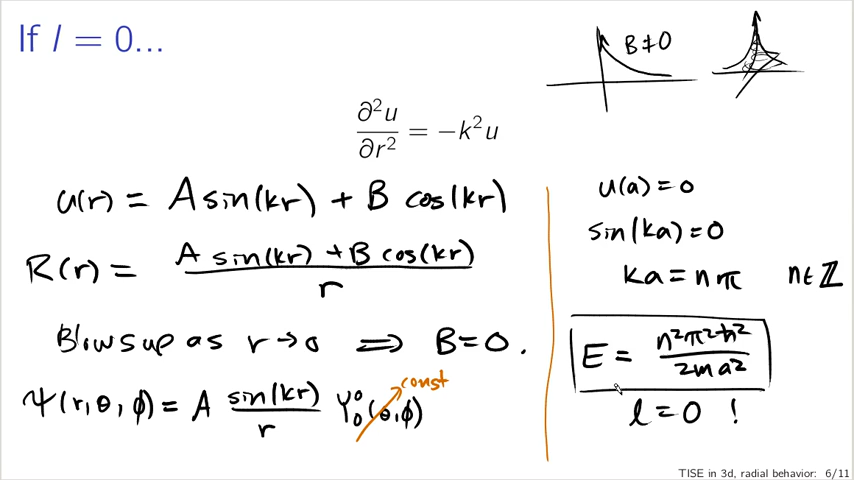 If l = 0...
B≠0
∂²u/∂r² = −k²u
u(r) = A sin(kr) + B cos(kr)
R(r) = (A sin(kr) + B cos(kr))/r
Blows up as r→0 ⟹ B=0.
Ψ(r,θ,ϕ) = A sin(kr)/r Y₀⁰(θ,ϕ)
const
u(a)=0
sin(ka)=0
ka = nπ n∈ℤ
E = n²π²ℏ²/2ma²
l=0 !
TISE in 3d, radial behavior: 6/11